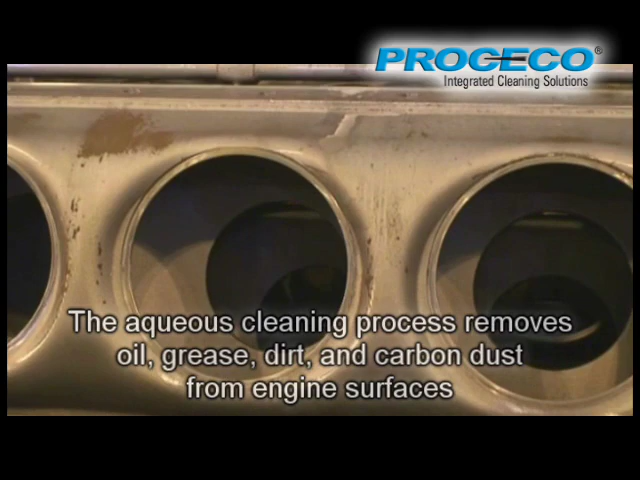 PROCECO®
Integrated Cleaning Solutions
The aqueous cleaning process removes
oil, grease, dirt, and carbon dust
from engine surfaces